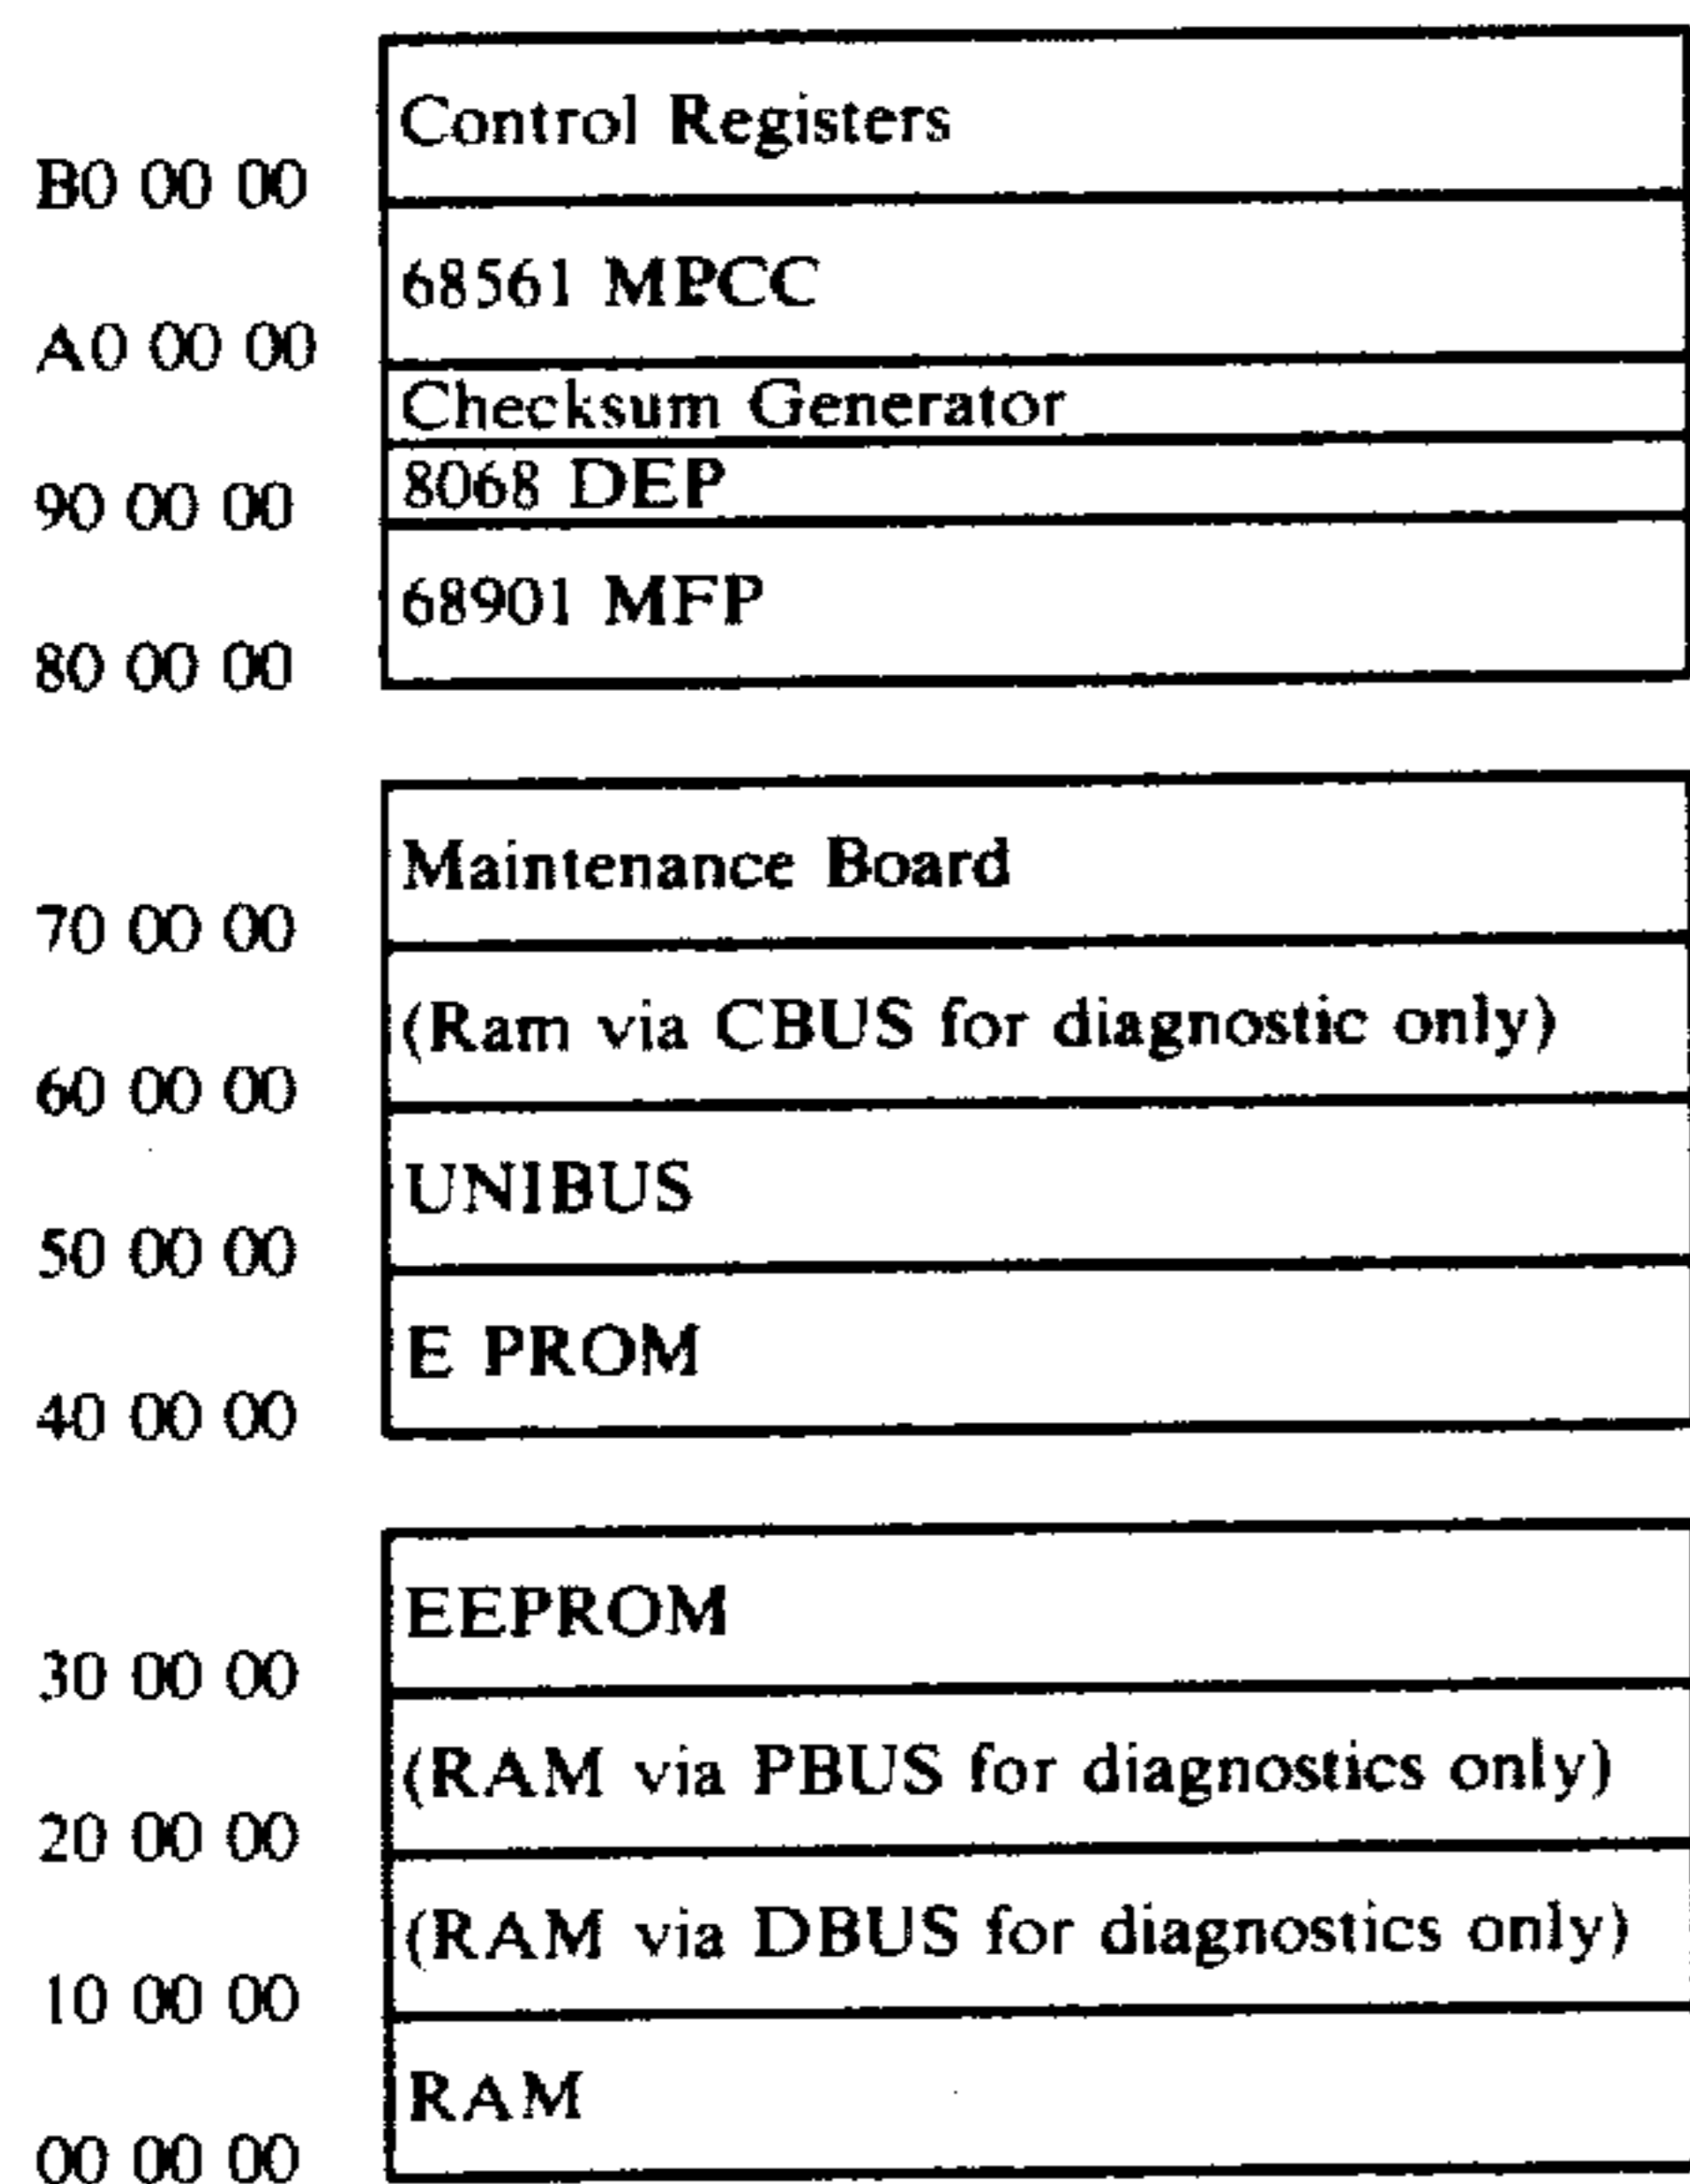 Control Registers
B0 00 00
68561 MPCC
A0 00 00
Checksum Generator
8068 DEP
90 00 00
68901 MFP
80 00 00
Maintenance Board
70 00 00
(Ram via CBUS for diagnostic only)
60 00 00
UNIBUS
50 00 00
E PROM
40 00 00
EEPROM
30 00 00
(RAM via PBUS for diagnostics only)
20 00 00
(RAM via DBUS for diagnostics only)
10 00 00
RAM
00 00 00